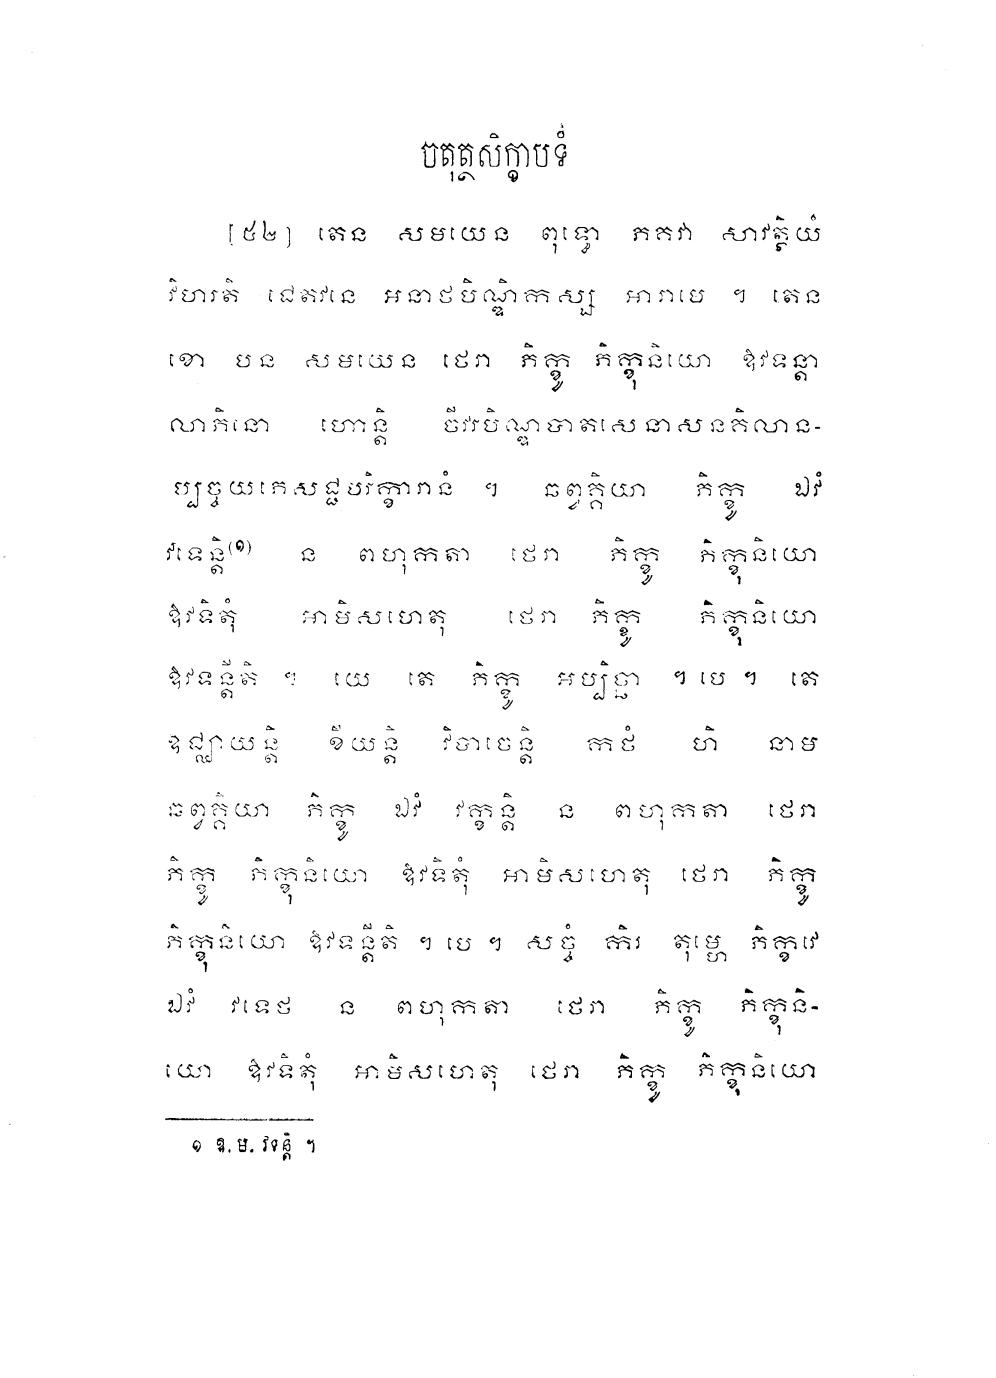 ចតុត្ថសិក្ខាបទំ
[៥២] តេន សមយេន ពុទ្ធោ ភគវា សាវត្ថិយំ
វិហរតិ ជេតវនេ អនាថបិណ្ឌិកស្ស អារាមេ ។ តេន
ខោ បន សមយេន ថេរា ភិក្ខូ ភិក្ខុនិយោ ឱវទន្តា
លាភិនោ ហោន្តិ ចីវរបិណ្ឌបាតសេនាសនគិលាន-
ប្បច្ចយភេសជ្ជបរិក្ខារានំ ។ ឆព្វគ្គិយា ភិក្ខូ ឯវំ
វទេន្តិ(១) ន ពហុកតា ថេរា ភិក្ខូ ភិក្ខុនិយោ
ឱវទិតុំ អាមិសហេតុ ថេរា ភិក្ខូ ភិក្ខុនិយោ
ឱវទន្តីតិ ។ យេ តេ ភិក្ខូ អប្បិច្ឆា ។ បេ ។ តេ
ឧជ្ឈាយន្តិ ខីយន្តិ វិបាចេន្តិ កថំ ហិ នាម
ឆព្វគ្គិយា ភិក្ខូ ឯវំ វក្ខន្តិ ន ពហុកតា ថេរា
ភិក្ខូ ភិក្ខុនិយោ ឱវទិតុំ អាមិសហេតុ ថេរា ភិក្ខូ
ភិក្ខុនិយោ ឱវទន្តីតិ ។ បេ ។ សច្ចំ កិរ តុម្ហេ ភិក្ខវេ
ឯវំ វទេថ ន ពហុកតា ថេរា ភិក្ខូ ភិក្ខុនិ-
យោ ឱវទិតុំ អាមិសហេតុ ថេរា ភិក្ខូ ភិក្ខុនិយោ
១ ឱ. ម. វទន្តិ ។